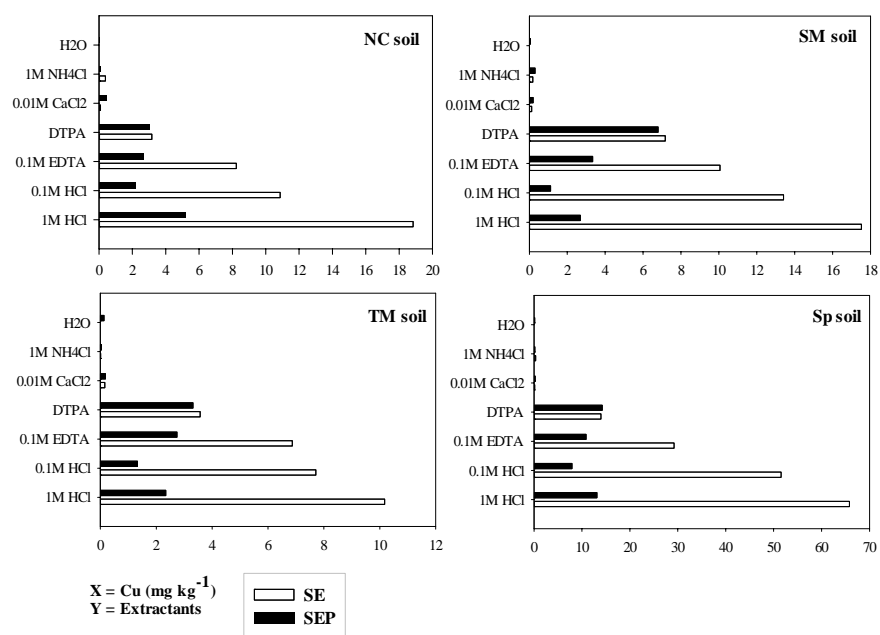 NC soil
H2O
1M NH4Cl
0.01M CaCl2
DTPA
0.1M EDTA
0.1M HCl
1M HCl
0 2 4 6 8 10 12 14 16 18 20
SM soil
H2O
1M NH4Cl
0.01M CaCl2
DTPA
0.1M EDTA
0.1M HCl
1M HCl
0 2 4 6 8 10 12 14 16 18
TM soil
H2O
1M NH4Cl
0.01M CaCl2
DTPA
0.1M EDTA
0.1M HCl
1M HCl
0 2 4 6 8 10 12
Sp soil
H2O
1M NH4Cl
0.01M CaCl2
DTPA
0.1M EDTA
0.1M HCl
1M HCl
0 10 20 30 40 50 60 70
X = Cu (mg kg-1)
Y = Extractants
SE
SEP